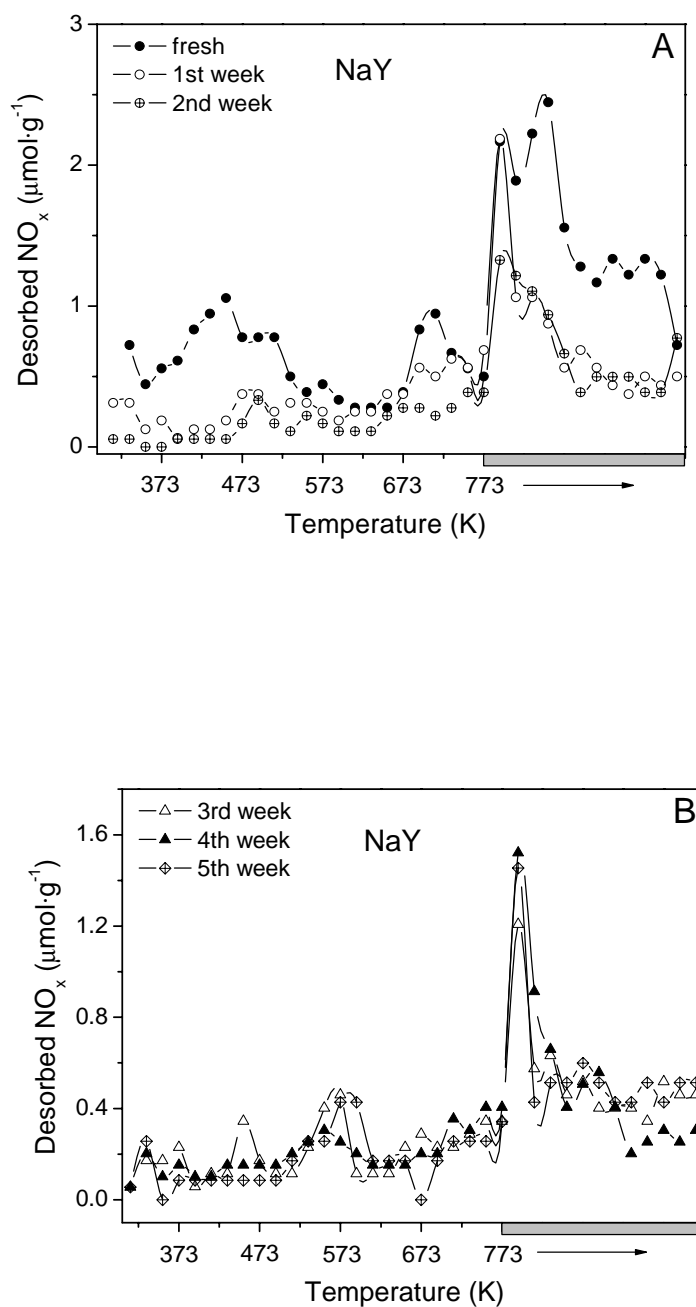 3
fresh
A
1st week
NaY
2nd week
2
1
0
Desorbed NOₓ (μmol·g⁻¹)
373 473 573 673 773
Temperature (K)
B
3rd week
1.6
4th week
NaY
5th week
1.2
0.8
0.4
0.0
Desorbed NOₓ (μmol·g⁻¹)
373 473 573 673 773
Temperature (K)